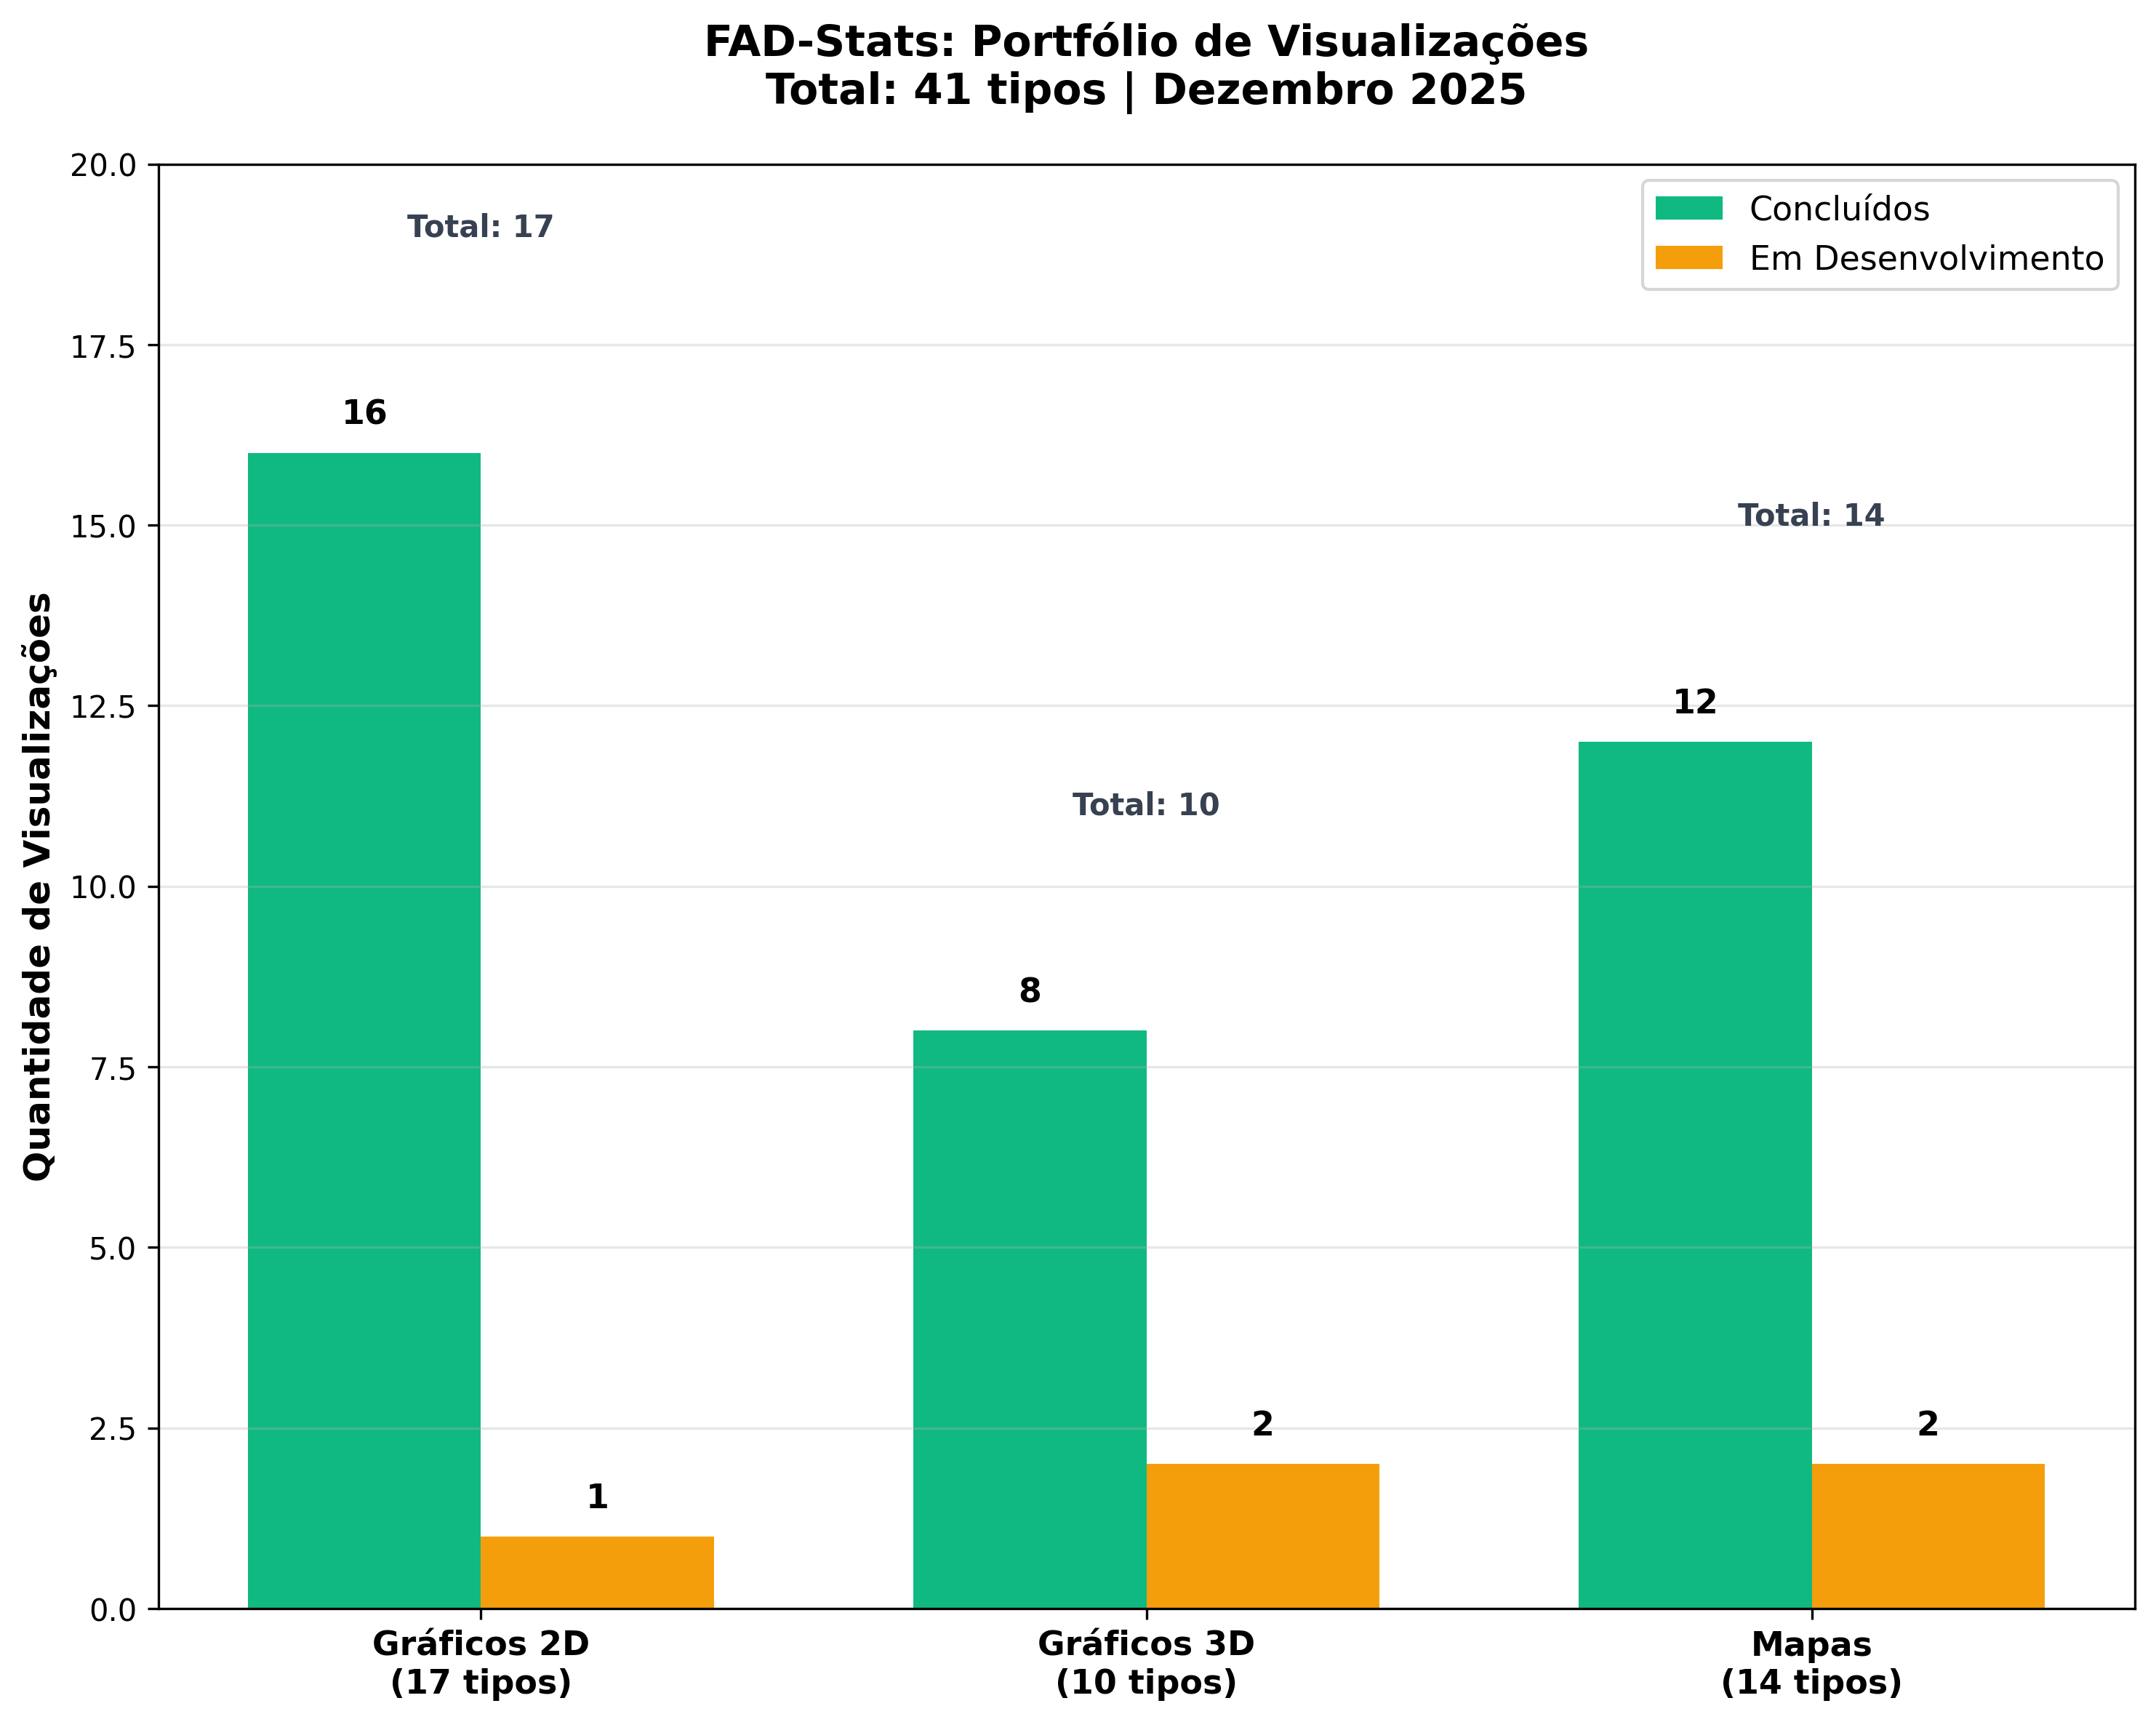 FAD-Stats: Portfólio de Visualizações
Total: 41 tipos | Dezembro 2025
Quantidade de Visualizações
20.0
17.5
15.0
12.5
10.0
7.5
5.0
2.5
0.0
Concluídos
Em Desenvolvimento
Total: 17
16
1
Total: 10
8
2
Total: 14
12
2
Gráficos 2D
(17 tipos)
Gráficos 3D
(10 tipos)
Mapas
(14 tipos)